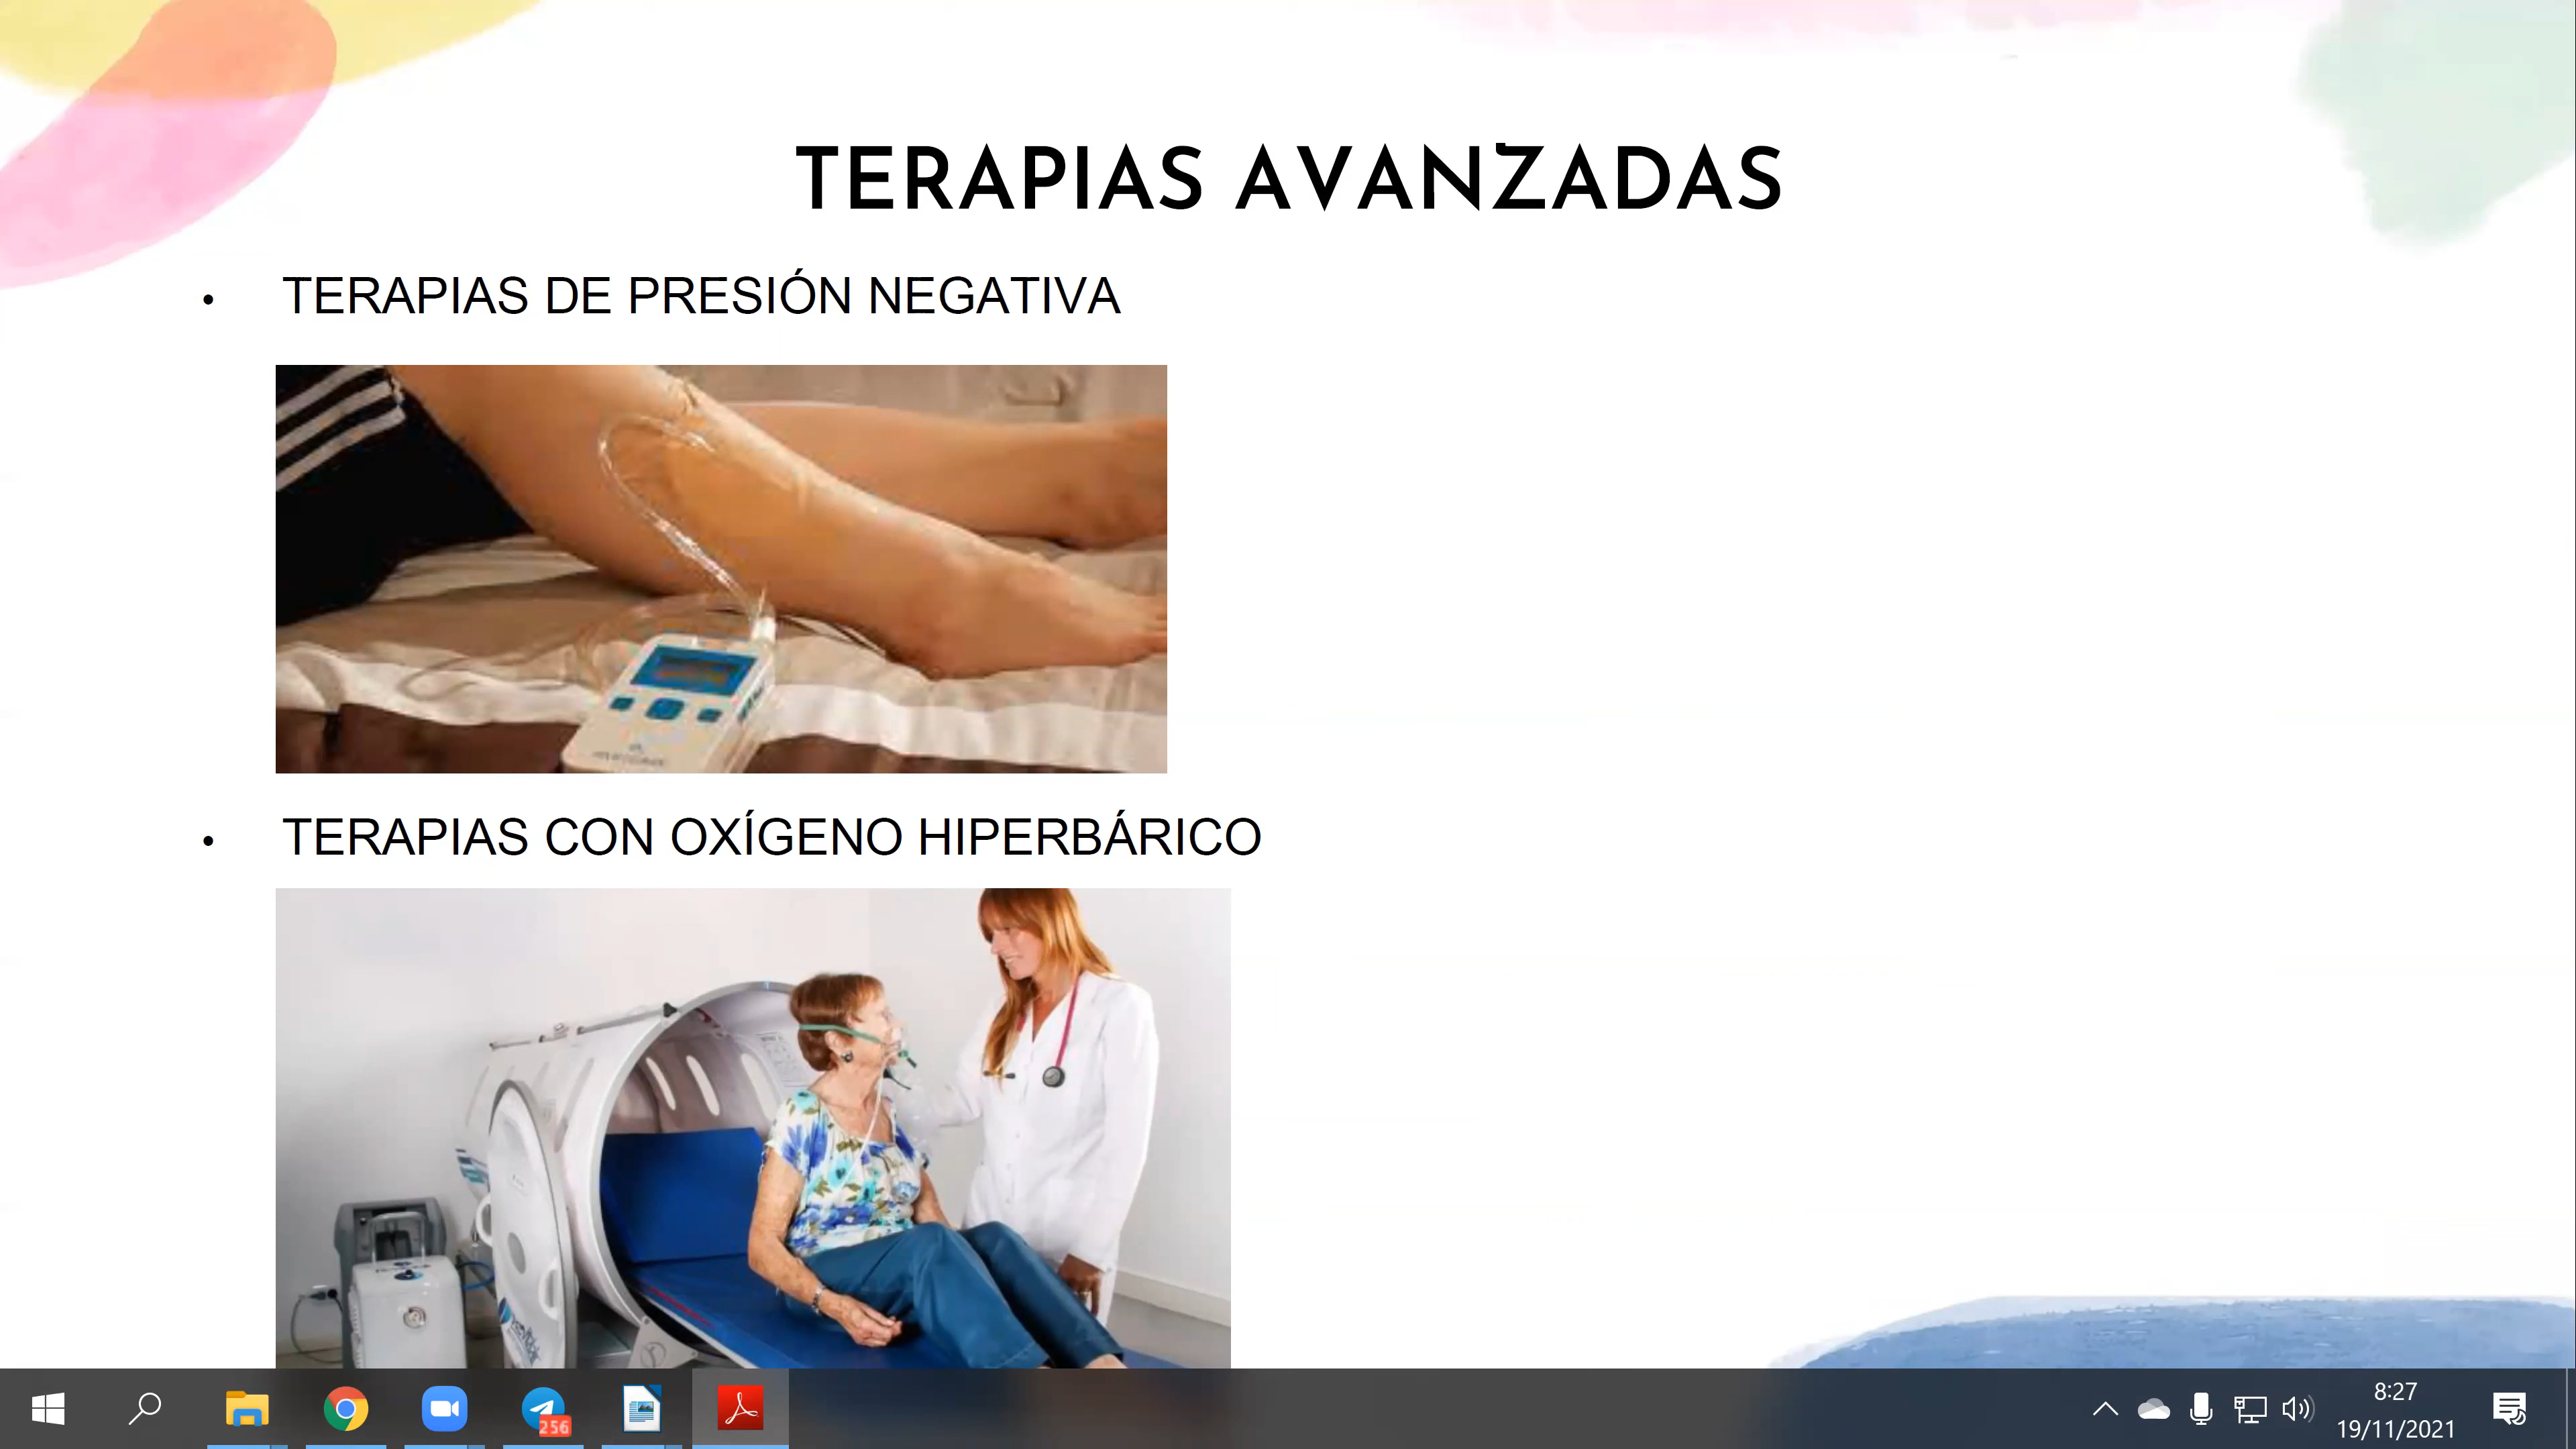 TERAPIAS AVANZADAS
• TERAPIAS DE PRESIÓN NEGATIVA
• TERAPIAS CON OXÍGENO HIPERBÁRICO
256
8:27
19/11/2021